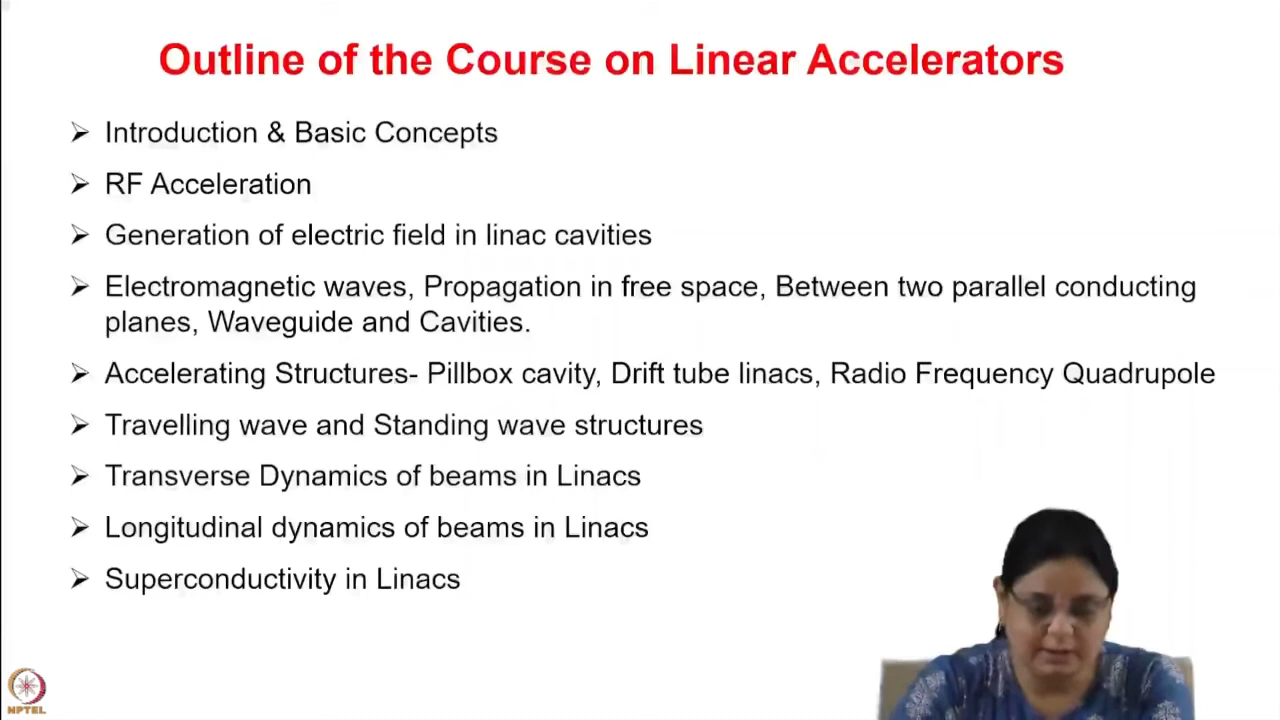 Outline of the Course on Linear Accelerators
➢ Introduction & Basic Concepts
➢ RF Acceleration
➢ Generation of electric field in linac cavities
➢ Electromagnetic waves, Propagation in free space, Between two parallel conducting
planes, Waveguide and Cavities.
➢ Accelerating Structures- Pillbox cavity, Drift tube linacs, Radio Frequency Quadrupole
➢ Travelling wave and Standing wave structures
➢ Transverse Dynamics of beams in Linacs
➢ Longitudinal dynamics of beams in Linacs
➢ Superconductivity in Linacs
NPTEL